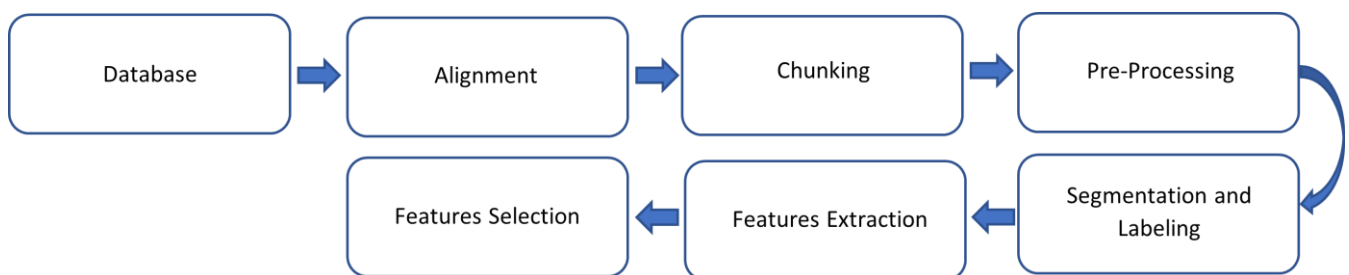 Database
Alignment
Chunking
Pre-Processing
Segmentation and
Labeling
Features Extraction
Features Selection